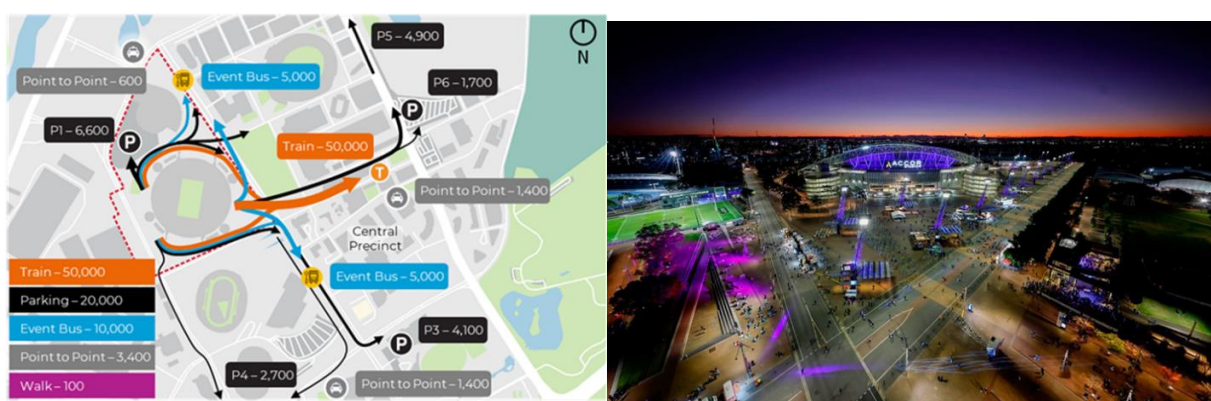 P5 – 4,900
N
Point to Point – 600
Event Bus – 5,000
P6 – 1,700
P
P1 – 6,600
P
Train – 50,000
T
Point to Point – 1,400
Central
Precinct
Train – 50,000
Parking – 20,000
Event Bus – 10,000
Point to Point – 3,400
Walk – 100
Event Bus – 5,000
P3 – 4,100
P
P4 – 2,700
Point to Point – 1,400
ACCOR